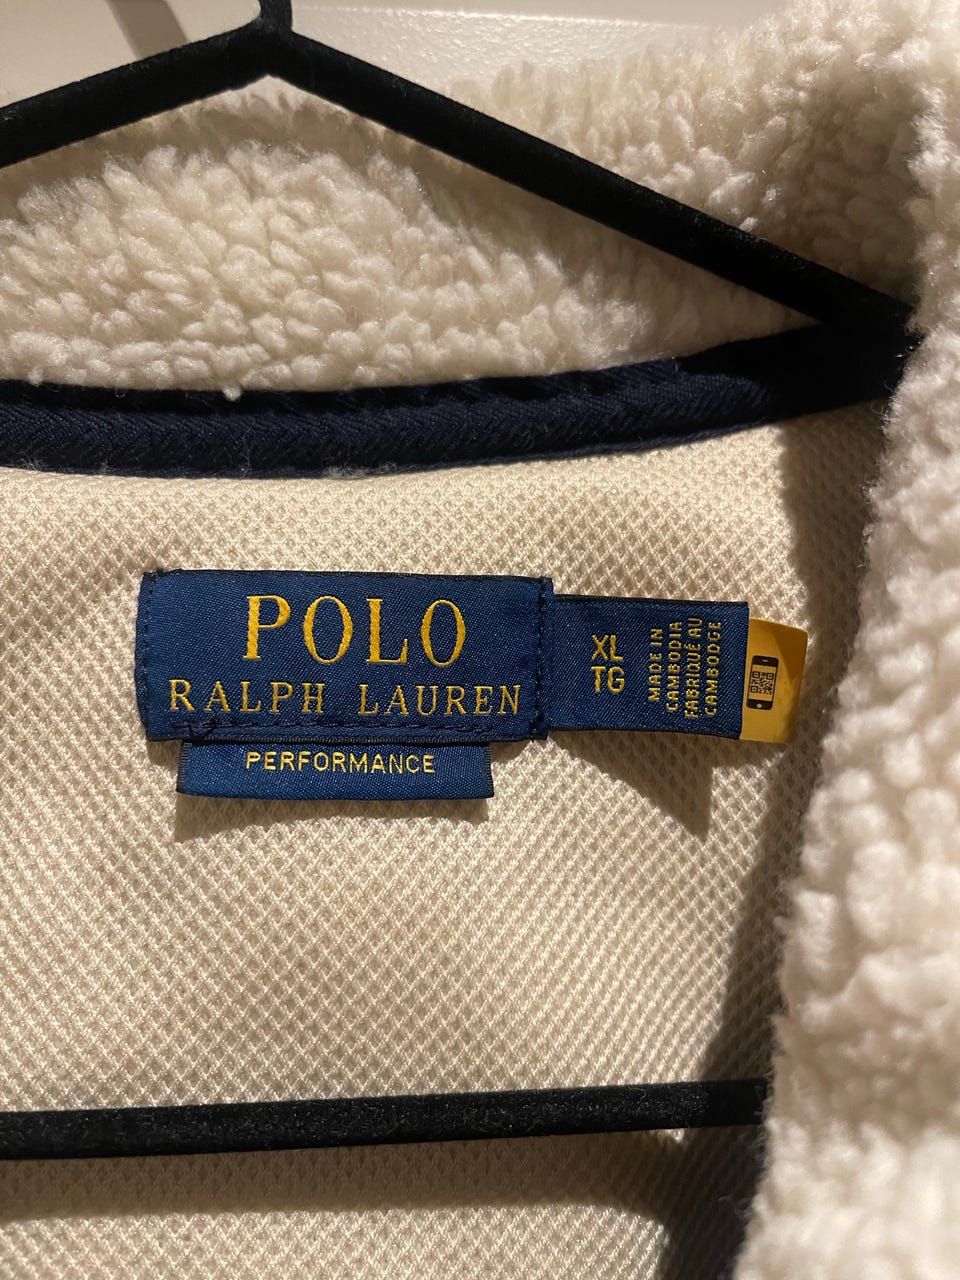 POLO
RALPH LAUREN
PERFORMANCE
XL
TG
MADE IN
CAMBODIA
FABRIQUÉ AU
CAMBODGE